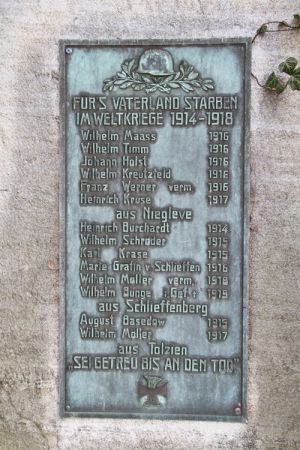 FÜR'S VATERLAND STARBEN
IM WELTKRIEGE 1914-1918
Wilhelm Maass 1916
Wilhelm Timm 1916
Johann Holst 1916
Wilhelm Kreutzfeld 1916
Franz Werner verm. 1916
Heinrich Kruse 1917
aus Niegleve
Heinrich Burchardt 1914
Wilhelm Schröder 1915
Karl Krase 1915
Marie Gräfin v. Schlieffen 1916
Wilhelm Möller verm. 1918
Wilhelm Bunge i. Gef. + 1919
aus Schlieffenberg
August Basedow 1915
Wilhelm Möller 1917
aus Tolzien
„SEI GETREU BIS AN DEN TOD"